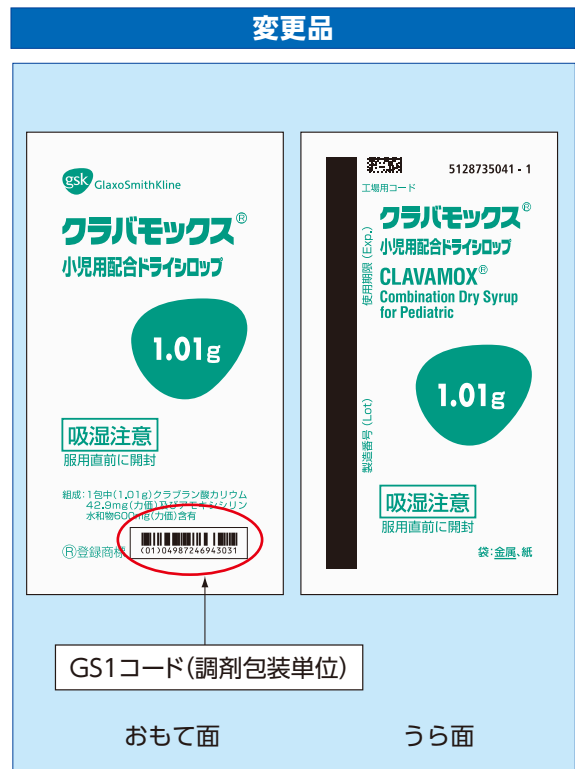 変更品
gsk GlaxoSmithKline
クラバモックス®
小児用配合ドライシロップ
1.01g
吸湿注意
服用直前に開封
組成:1包中(1.01g)クラブラン酸カリウム
42.9mg(力価)及びアモキシシリン
水和物600mg(力価)含有
®登録商標
(01)04987246943031
GS1コード(調剤包装単位)
おもて面
5128735041-1
工場用コード
クラバモックス®
小児用配合ドライシロップ
CLAVAMOX®
Combination Dry Syrup
for Pediatric
使用期限(Exp.)
1.01g
製造番号(Lot)
吸湿注意
服用直前に開封
袋:金属、紙
うら面